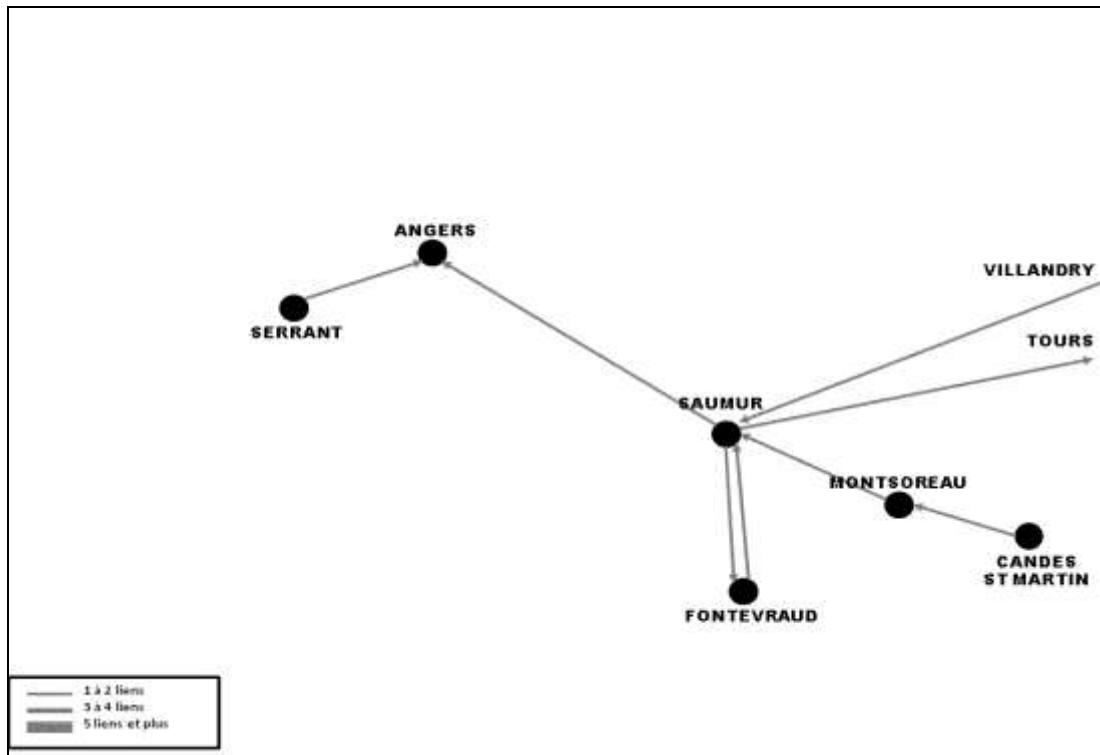 ANGERS
SERRANT
VILLANDRY
TOURS
SAUMUR
MONTSOREAU
CANDES
ST MARTIN
FONTEVRAUD
1 à 2 liens
3 à 4 liens
5 liens et plus